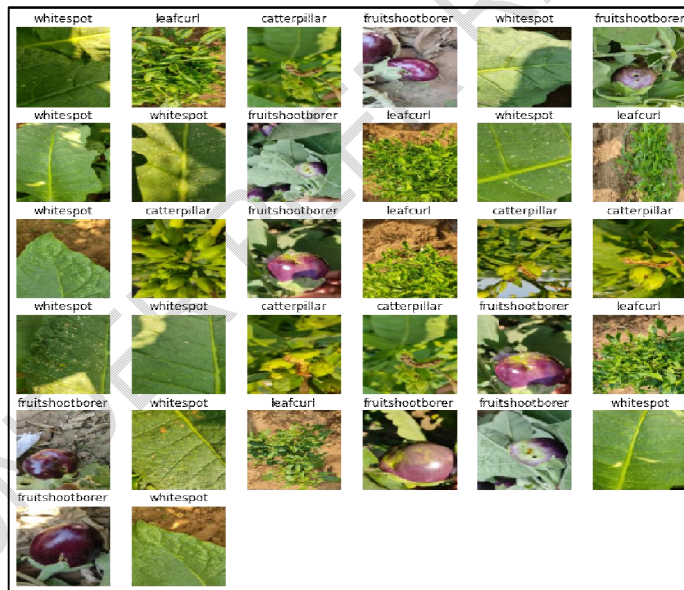 whitespot leafcurl catterpillar fruitshootborer whitespot fruitshootborer
whitespot whitespot fruitshootborer leafcurl whitespot leafcurl
whitespot catterpillar fruitshootborer leafcurl catterpillar catterpillar
whitespot whitespot catterpillar catterpillar fruitshootborer leafcurl
fruitshootborer whitespot leafcurl fruitshootborer fruitshootborer whitespot
fruitshootborer whitespot